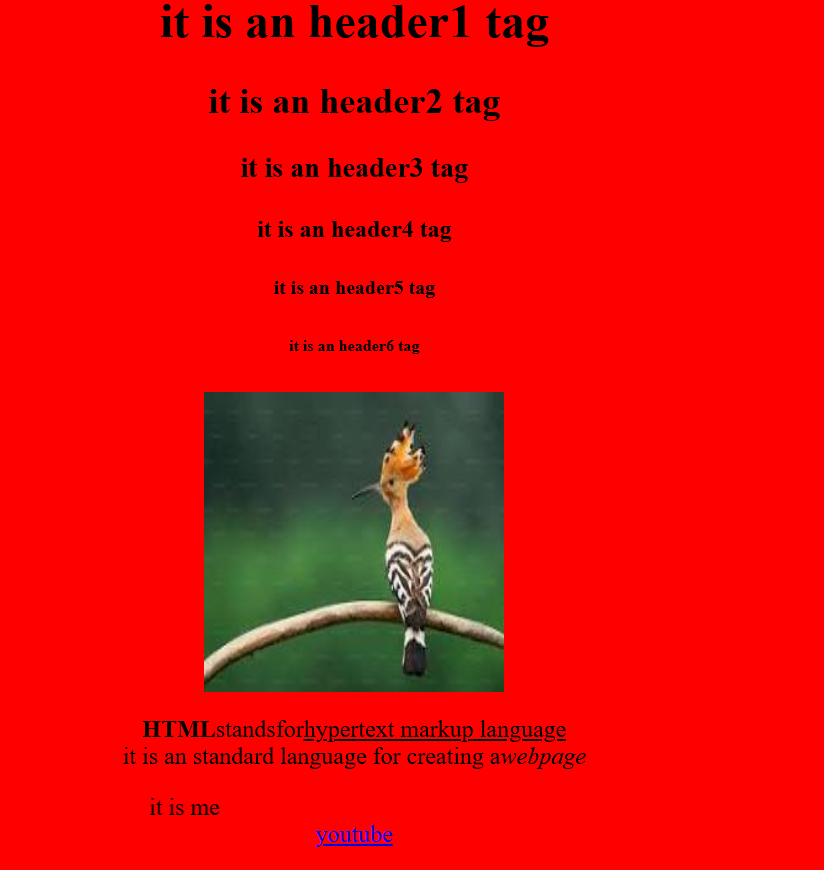 it is an header1 tag
it is an header2 tag
it is an header3 tag
it is an header4 tag
it is an header5 tag
it is an header6 tag
HTMLstandsforhypertext markup language
it is an standard language for creating awebpage
it is me
youtube